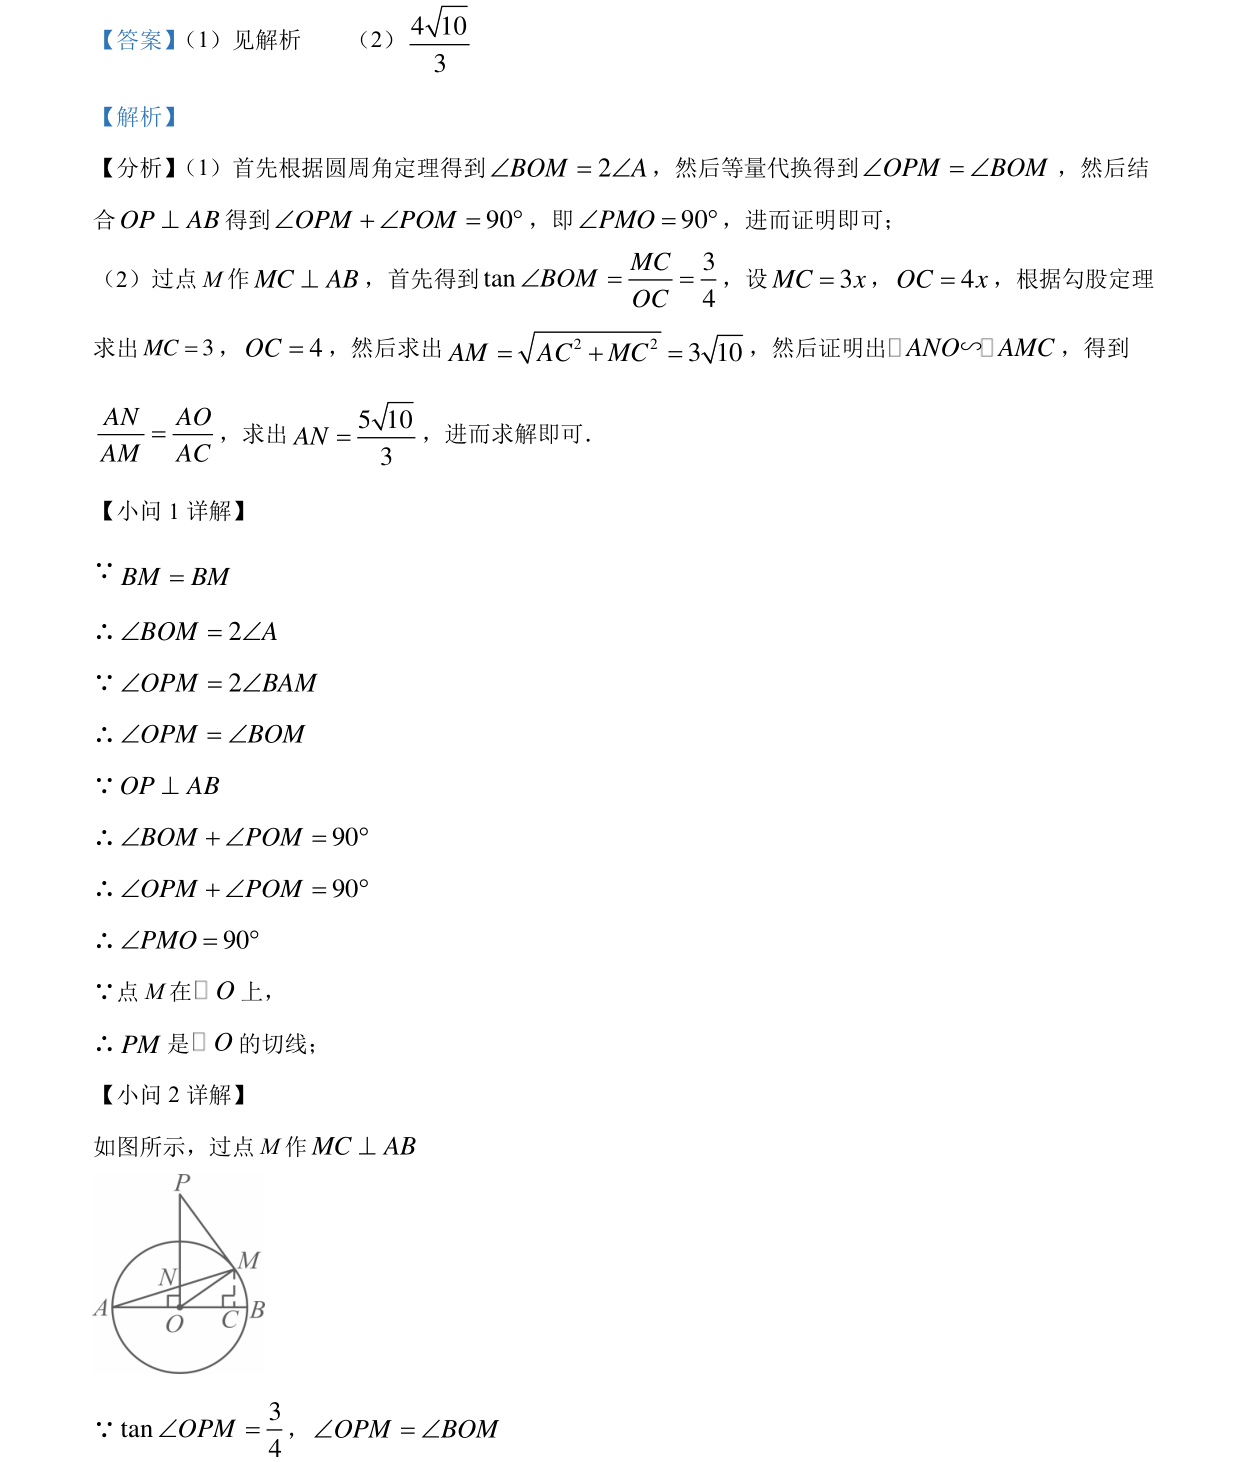 【答案】（1）见解析　　（2）4√10/3
【解析】
【分析】（1）首先根据圆周角定理得到∠BOM = 2∠A，然后等量代换得到∠OPM = ∠BOM，然后结
合OP ⊥ AB得到∠OPM + ∠POM = 90°，即∠PMO = 90°，进而证明即可；
（2）过点M作MC ⊥ AB，首先得到tan∠BOM = MC/OC = 3/4，设MC = 3x，OC = 4x，根据勾股定理
求出MC = 3，OC = 4，然后求出AM = √(AC² + MC²) = 3√10，然后证明出□ANO∽□AMC，得到
AN/AM = AO/AC，求出AN = 5√10/3，进而求解即可．
【小问1详解】
∵BM = BM
∴∠BOM = 2∠A
∵∠OPM = 2∠BAM
∴∠OPM = ∠BOM
∵OP ⊥ AB
∴∠BOM + ∠POM = 90°
∴∠OPM + ∠POM = 90°
∴∠PMO = 90°
∵点M在□O上，
∴PM是□O的切线；
【小问2详解】
如图所示，过点M作MC ⊥ AB
P
M
N
A
O
C
B
∵tan∠OPM = 3/4，∠OPM = ∠BOM